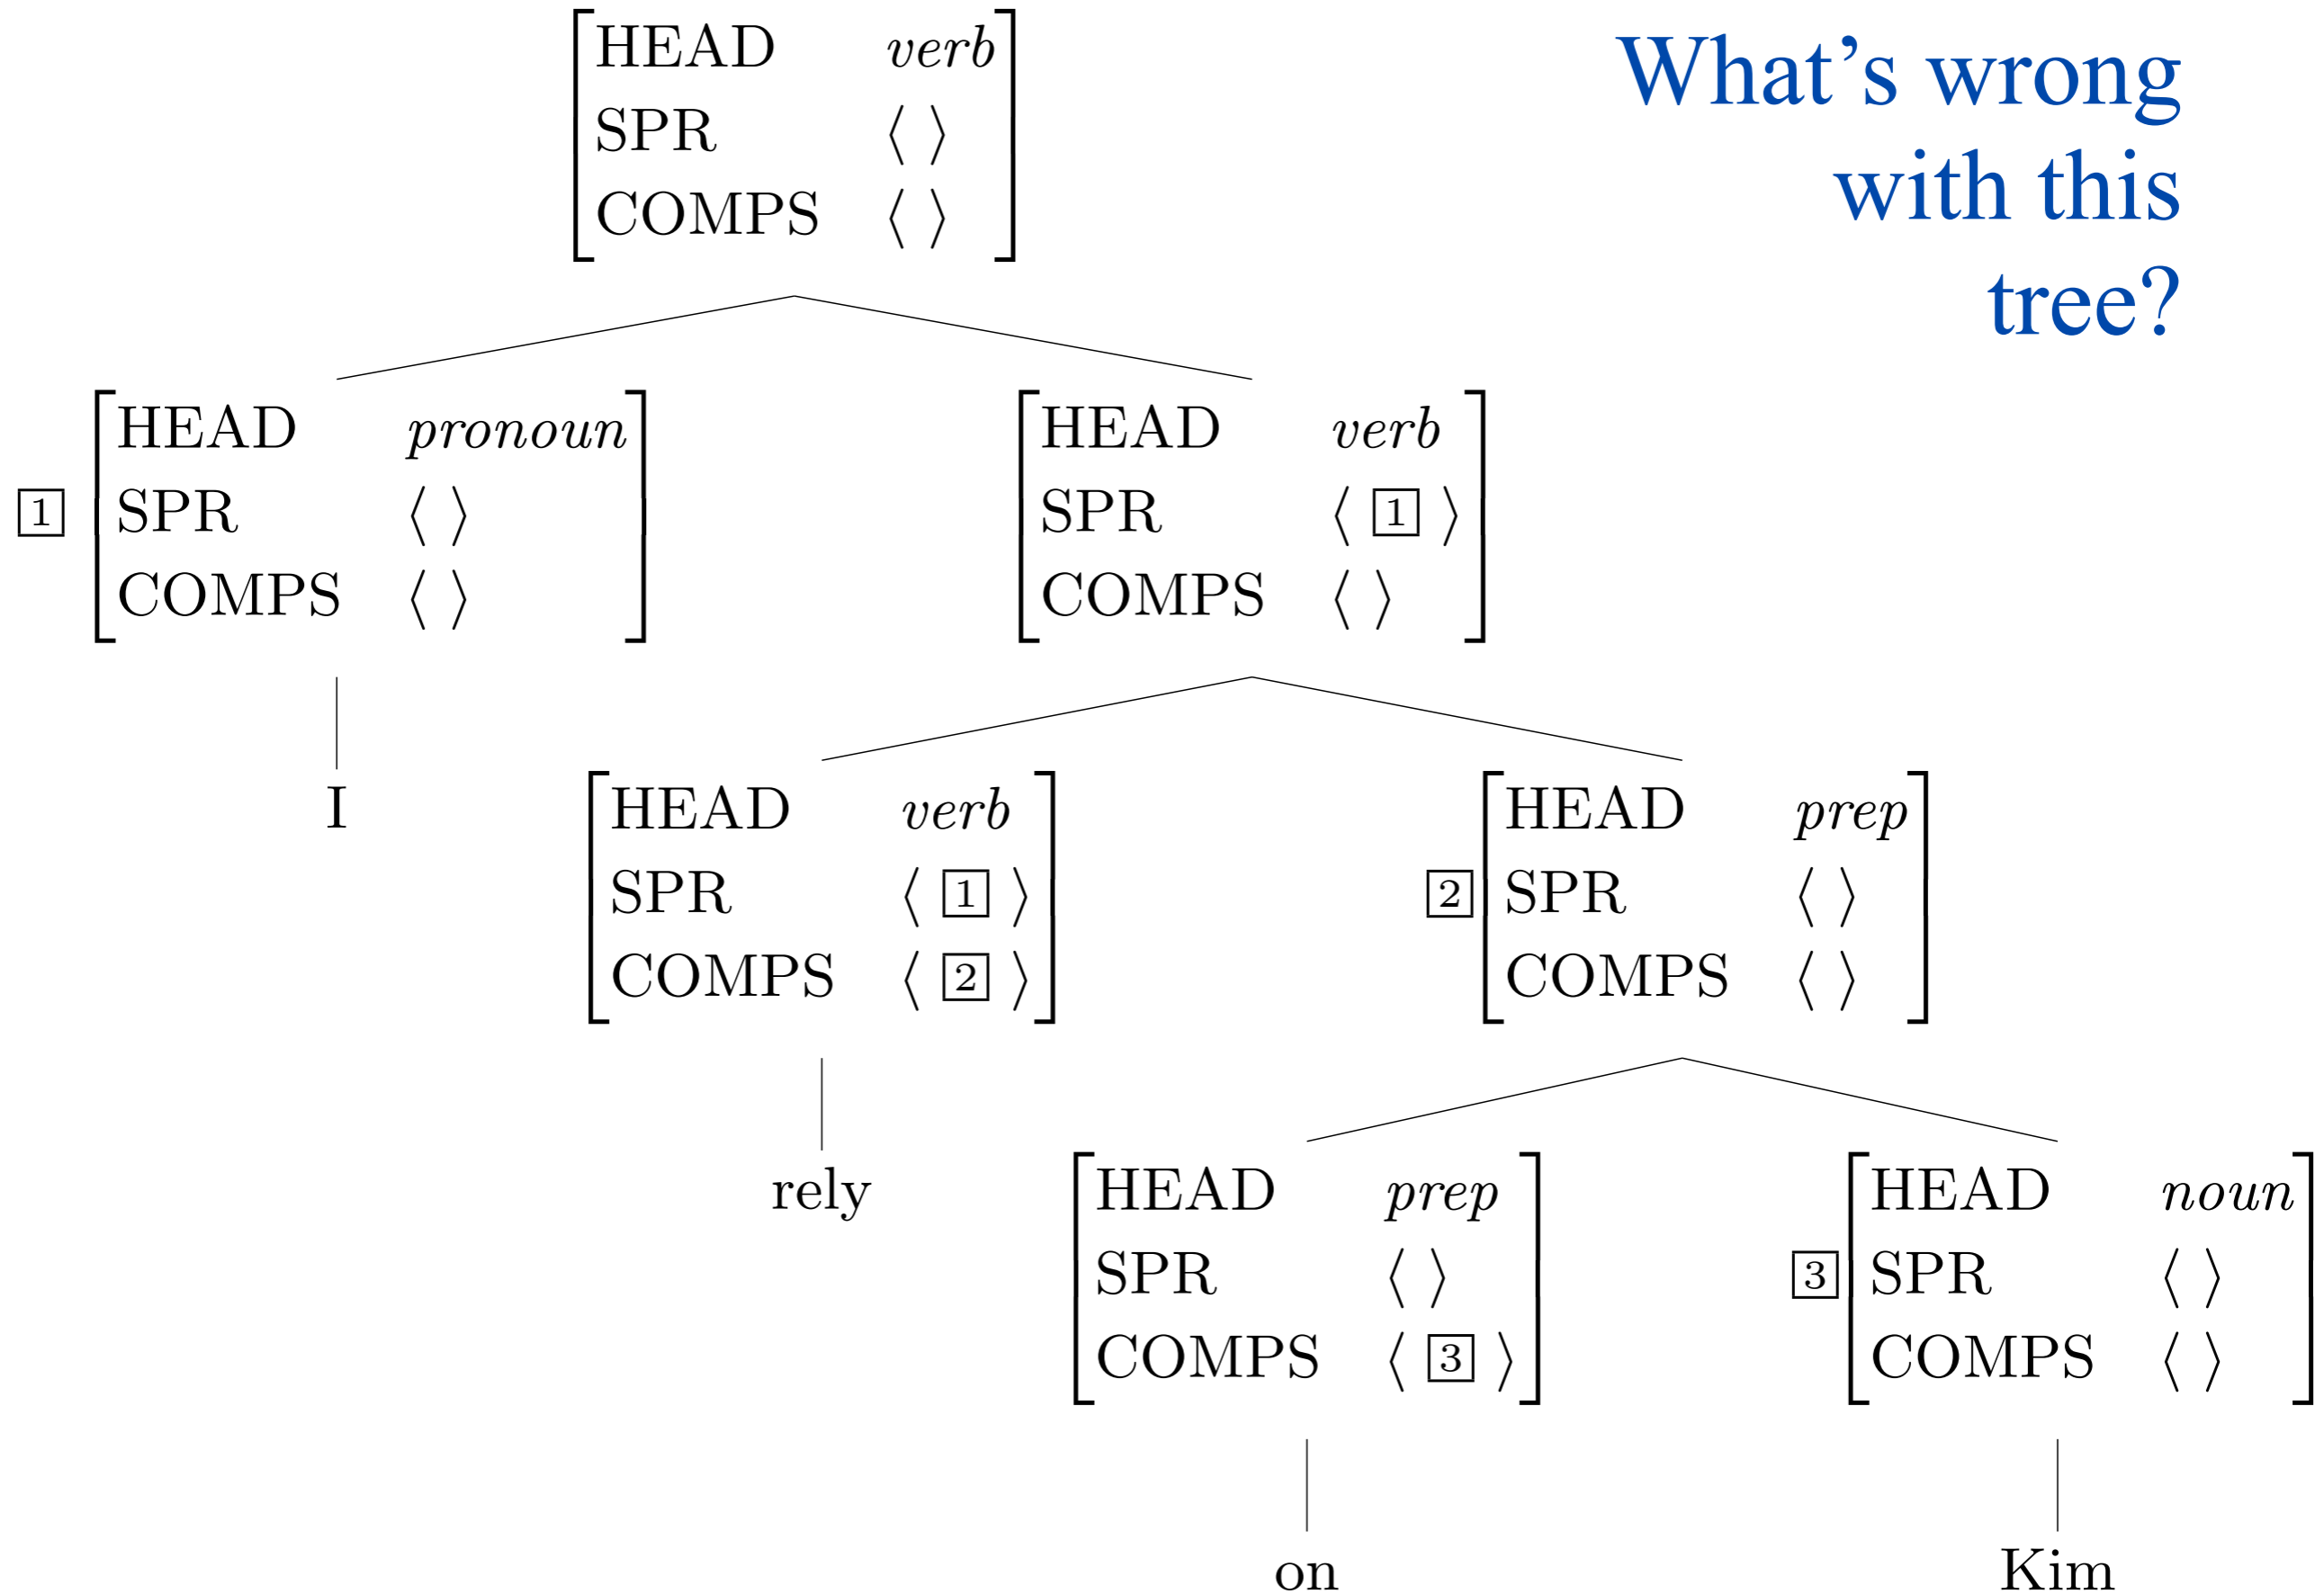 What's wrong
with this
tree?
HEAD verb
SPR ⟨ ⟩
COMPS ⟨ ⟩
1
HEAD pronoun
SPR ⟨ ⟩
COMPS ⟨ ⟩
HEAD verb
SPR ⟨ 1 ⟩
COMPS ⟨ ⟩
I
HEAD verb
SPR ⟨ 1 ⟩
COMPS ⟨ 2 ⟩
2
HEAD prep
SPR ⟨ ⟩
COMPS ⟨ ⟩
rely
HEAD prep
SPR ⟨ ⟩
COMPS ⟨ 3 ⟩
3
HEAD noun
SPR ⟨ ⟩
COMPS ⟨ ⟩
on
Kim